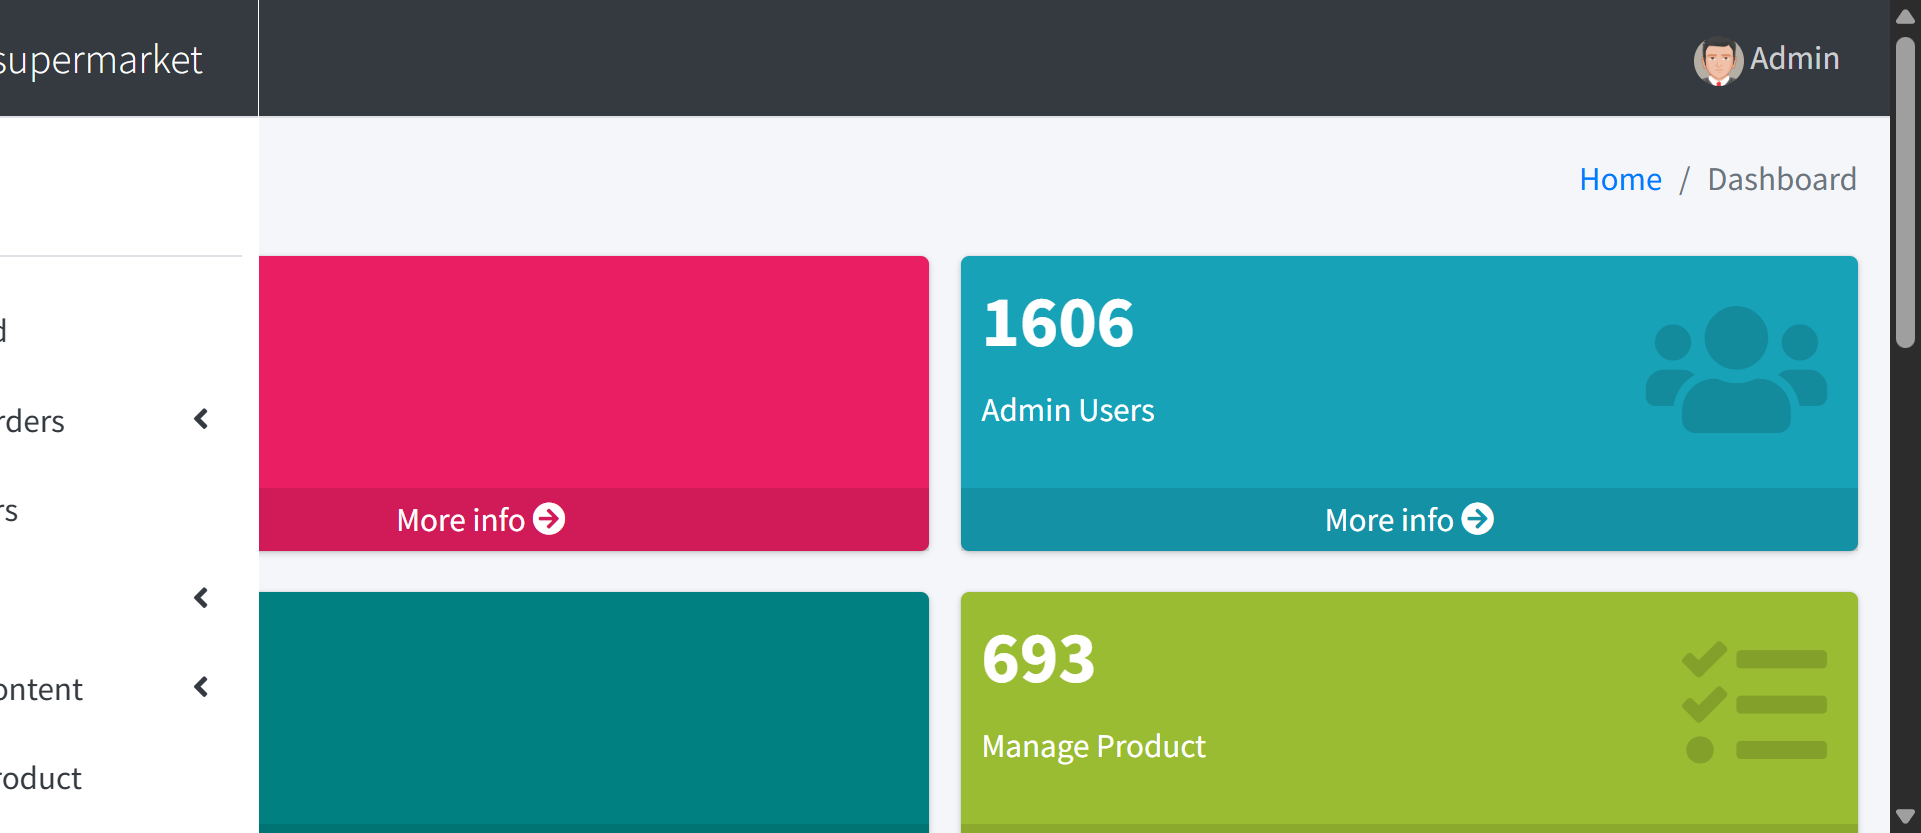 supermarket
Admin
Home / Dashboard
d
rders
rs
ontent
roduct
More info
1606
Admin Users
More info
693
Manage Product